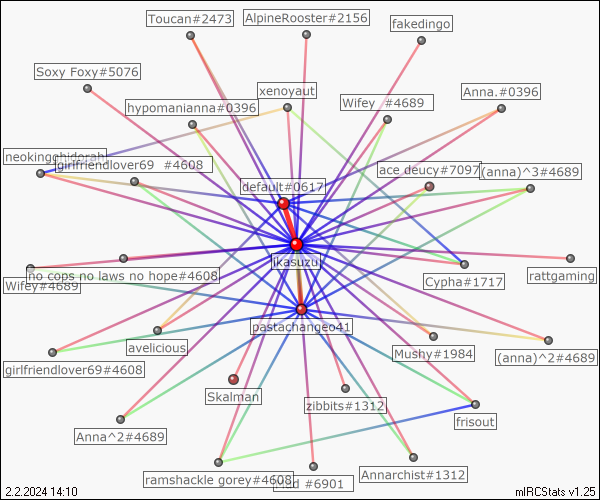 Toucan#2473
AlpineRooster#2156
fakedingo
Soxy Foxy#5076
xenoyaut
Anna.#0396
hypomanianna#0396
Wifey_#4689
neokingghidorah
girlfriendlover69_#4608
ace_deucy#7097
(anna)^3#4689
default#0617
ikasuzu
no cops no laws no hope#4608
Wifey#4689
Cypha#1717
rattgaming
pastachangeo41
avelicious
Mushy#1984
(anna)^2#4689
girlfriendlover69#4608
Skalman
zibbits#1312
frisout
Anna^2#4689
ramshackle gorey#4608
#6901
Annarchist#1312
2.2.2024 14:10
mIRCStats v1.25